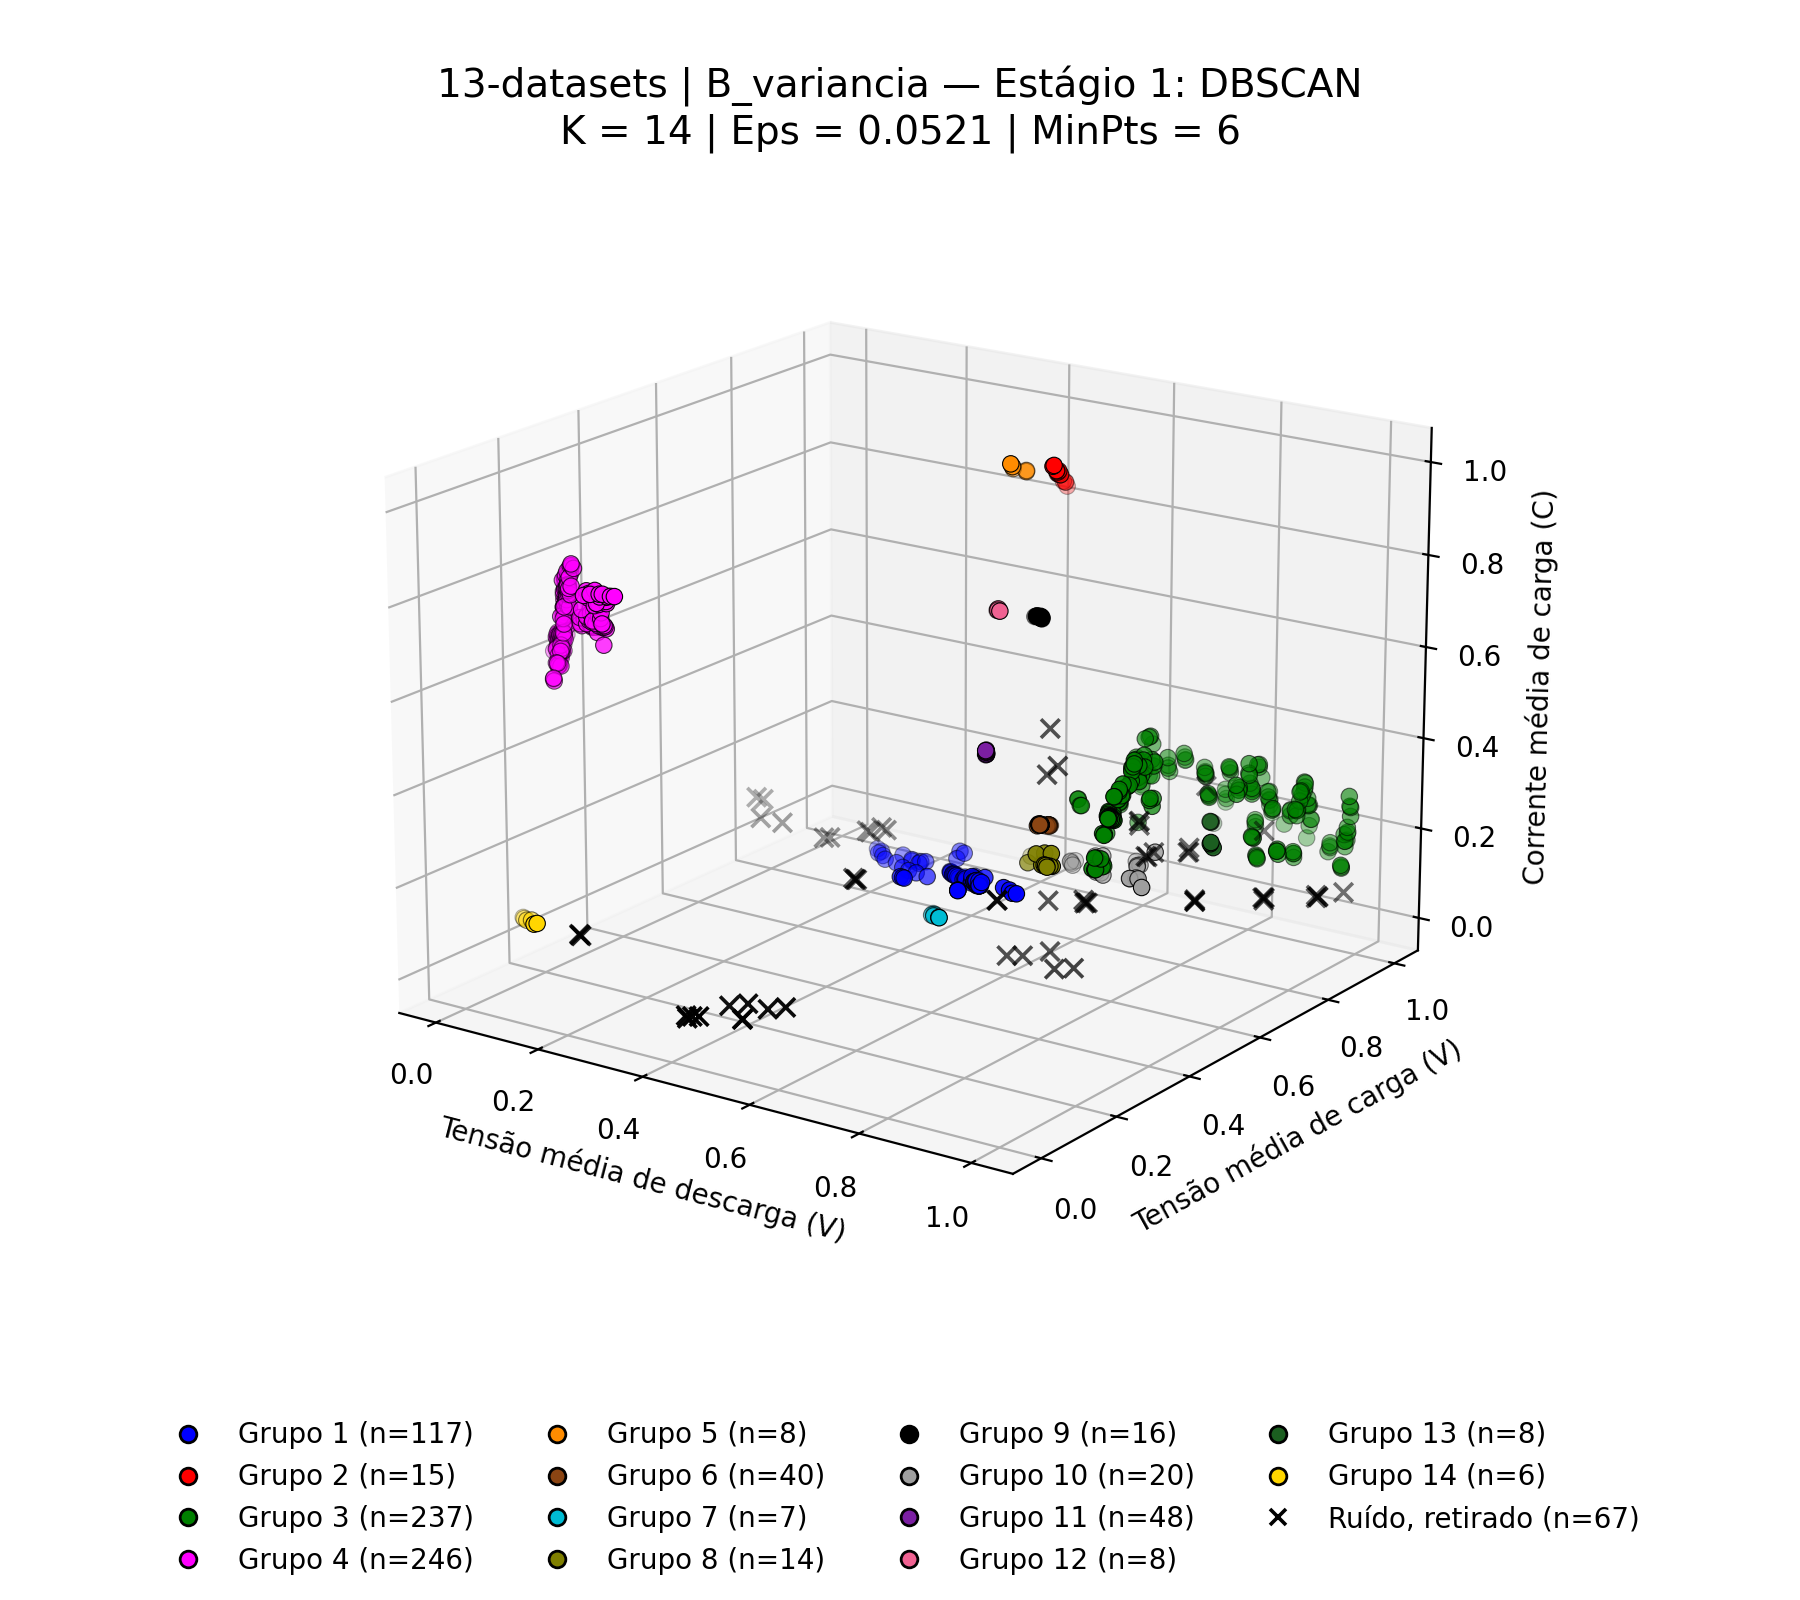 13-datasets | B_variancia — Estágio 1: DBSCAN
K = 14 | Eps = 0.0521 | MinPts = 6
1.0
0.8
0.6
0.4
0.2
0.0
Corrente média de carga (C)
0.0
0.2
0.4
0.6
0.8
1.0
Tensão média de descarga (V)
0.0
0.2
0.4
0.6
0.8
1.0
Tensão média de carga (V)
Grupo 1 (n=117)
Grupo 2 (n=15)
Grupo 3 (n=237)
Grupo 4 (n=246)
Grupo 5 (n=8)
Grupo 6 (n=40)
Grupo 7 (n=7)
Grupo 8 (n=14)
Grupo 9 (n=16)
Grupo 10 (n=20)
Grupo 11 (n=48)
Grupo 12 (n=8)
Grupo 13 (n=8)
Grupo 14 (n=6)
Ruído, retirado (n=67)